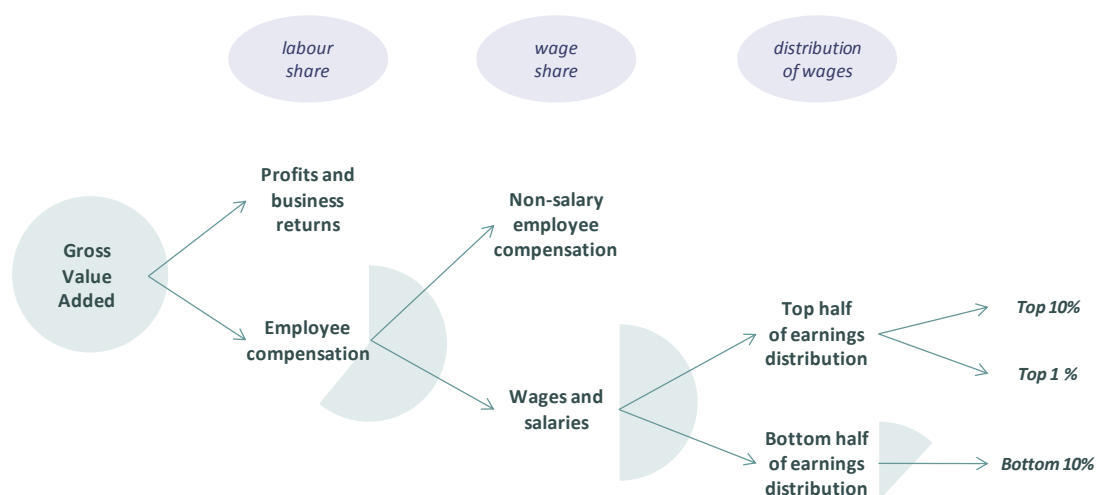 labour
share
wage
share
distribution
of wages
Gross
Value
Added
Profits and
business
returns
Employee
compensation
Non-salary
employee
compensation
Wages and
salaries
Top half
of earnings
distribution
Bottom half
of earnings
distribution
Top 10%
Top 1 %
Bottom 10%